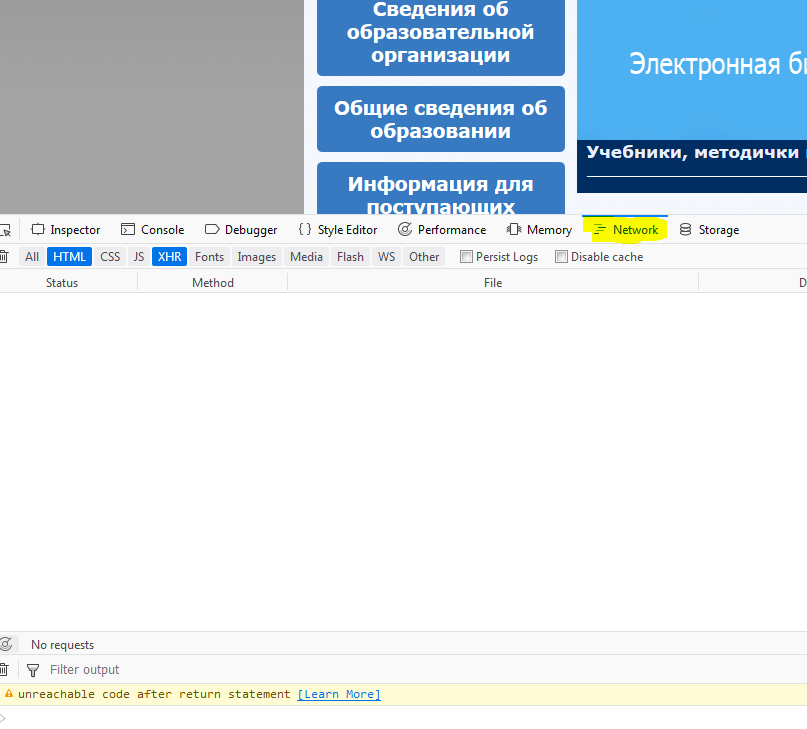 Сведения об
образовательной
организации
Электронная
Общие сведения об
образовании
Учебники, методички
Информация для
поступающих
Inspector Console Debugger { } Style Editor Performance Memory Network Storage
All HTML CSS JS XHR Fonts Images Media Flash WS Other Persist Logs Disable cache
Status Method File D
No requests
Filter output
unreachable code after return statement [Learn More]